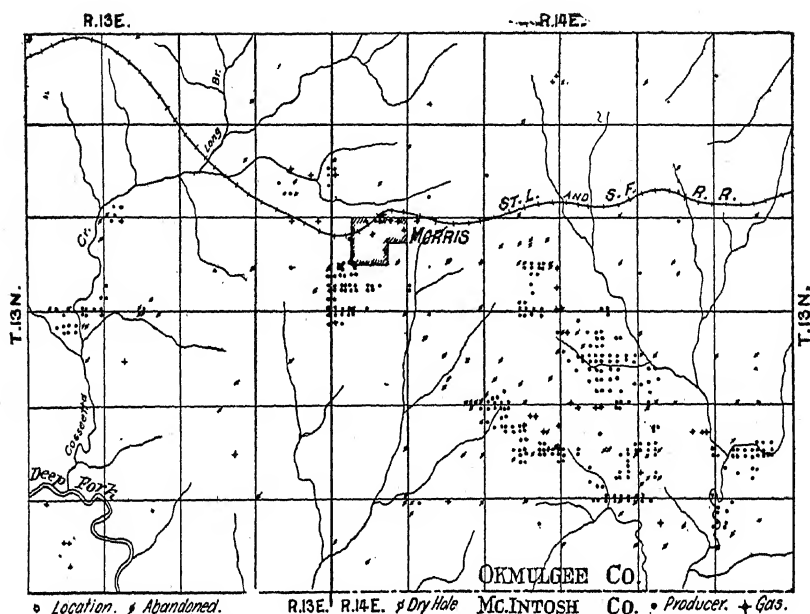 R.13E. R.14E.
Br.
Long
ST.L. AND S.F. R.R.
MORRIS
Cr.
T.13N. T.13N.
Coeseetta
Deep Fork
OKMULGEE Co.
Location. Abandoned. R.13E. R.14E. Dry Hole MC.INTOSH Co. Producer. Gas.